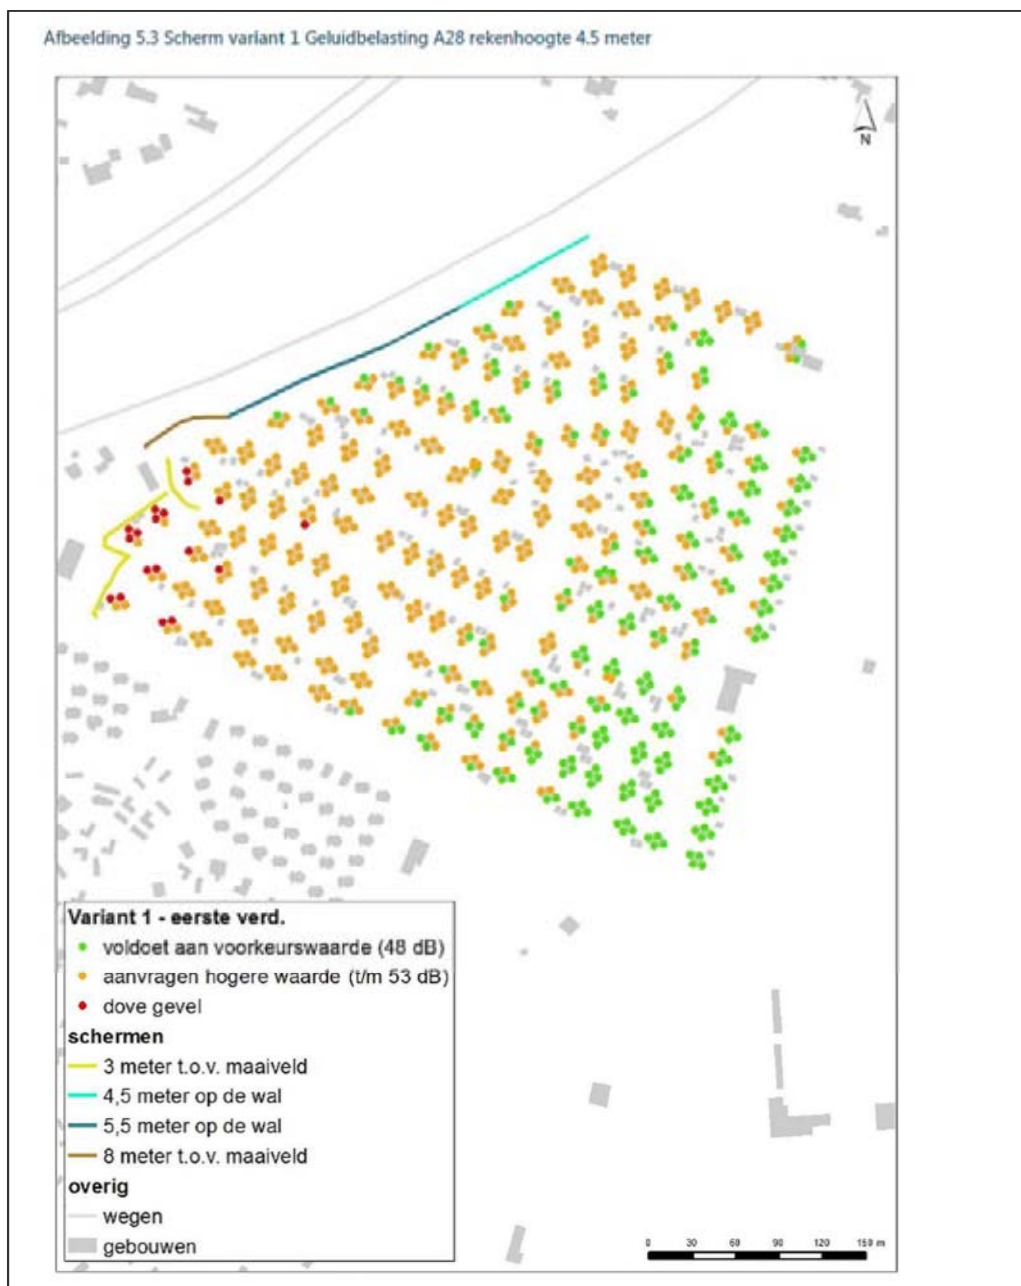 Afbeelding 5.3 Scherm variant 1 Geluidbelasting A28 rekenhoogte 4.5 meter
N
Variant 1 - eerste verd.
voldoet aan voorkeurswaarde (48 dB)
aanvragen hogere waarde (t/m 53 dB)
dove gevel
schermen
3 meter t.o.v. maaiveld
4,5 meter op de wal
5,5 meter op de wal
8 meter t.o.v. maaiveld
overig
wegen
gebouwen
0 30 60 90 120 150 m